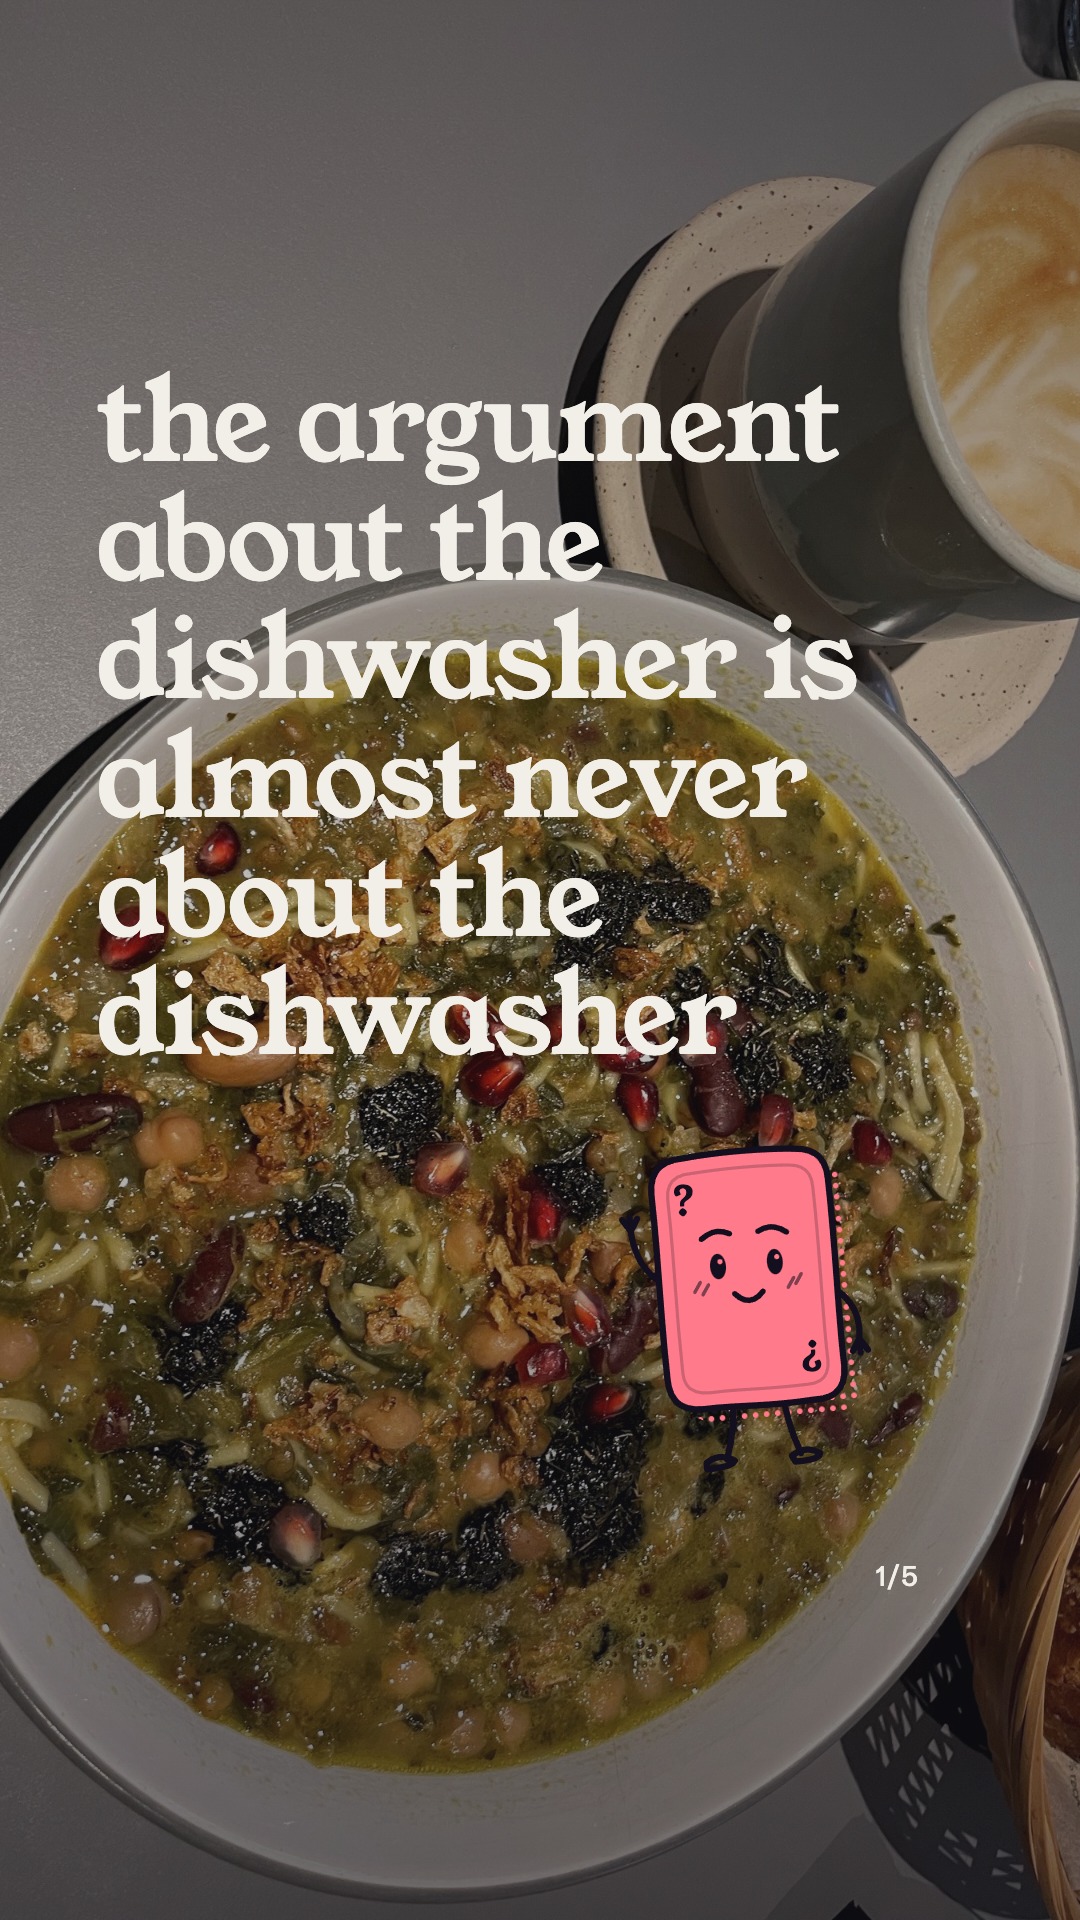 the argument
about the
dishwasher is
almost never
about the
dishwasher
?
?
1/5